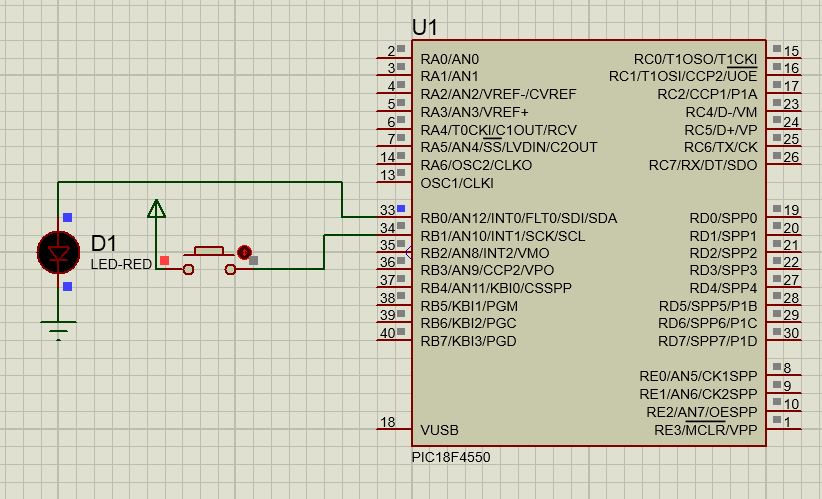 U1
2 RA0/AN0 RC0/T1OSO/T1CKI 15
3 RA1/AN1 RC1/T1OSI/CCP2/UOE 16
4 RA2/AN2/VREF-/CVREF RC2/CCP1/P1A 17
5 RA3/AN3/VREF+ RC4/D-/VM 23
6 RA4/T0CKI/C1OUT/RCV RC5/D+/VP 24
7 RA5/AN4/SS/LVDIN/C2OUT RC6/TX/CK 25
14 RA6/OSC2/CLKO RC7/RX/DT/SDO 26
13 OSC1/CLKI
33 RB0/AN12/INT0/FLT0/SDI/SDA RD0/SPP0 19
34 RB1/AN10/INT1/SCK/SCL RD1/SPP1 20
35 RB2/AN8/INT2/VMO RD2/SPP2 21
36 RB3/AN9/CCP2/VPO RD3/SPP3 22
37 RB4/AN11/KBI0/CSSPP RD4/SPP4 27
38 RB5/KBI1/PGM RD5/SPP5/P1B 28
39 RB6/KBI2/PGC RD6/SPP6/P1C 29
40 RB7/KBI3/PGD RD7/SPP7/P1D 30
RE0/AN5/CK1SPP 8
RE1/AN6/CK2SPP 9
RE2/AN7/OESPP 10
18 VUSB RE3/MCLR/VPP 1
PIC18F4550
D1
LED-RED